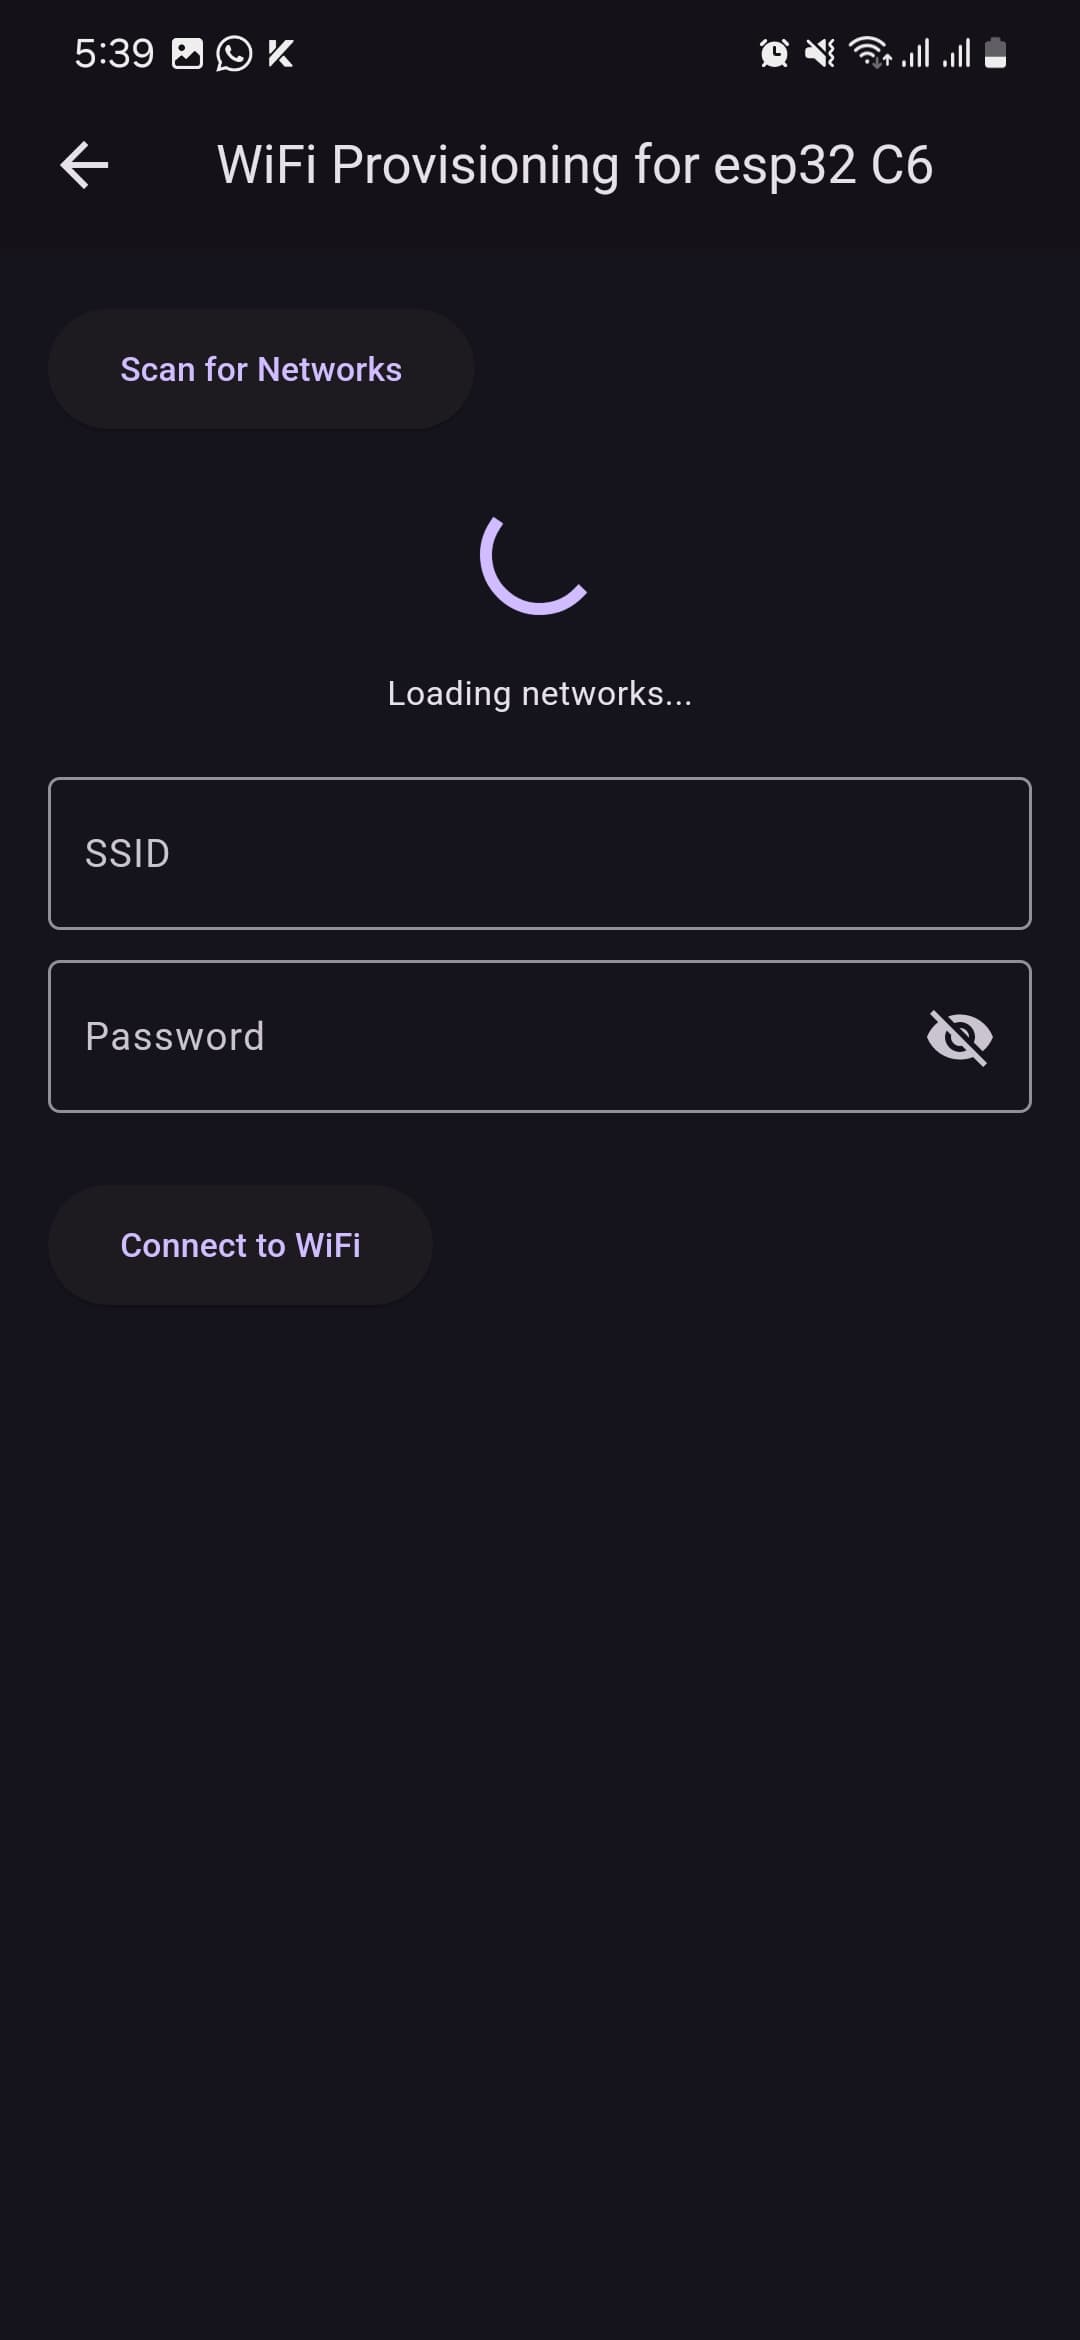 5:39
WiFi Provisioning for esp32 C6
Scan for Networks
Loading networks...
SSID
Password
Connect to WiFi